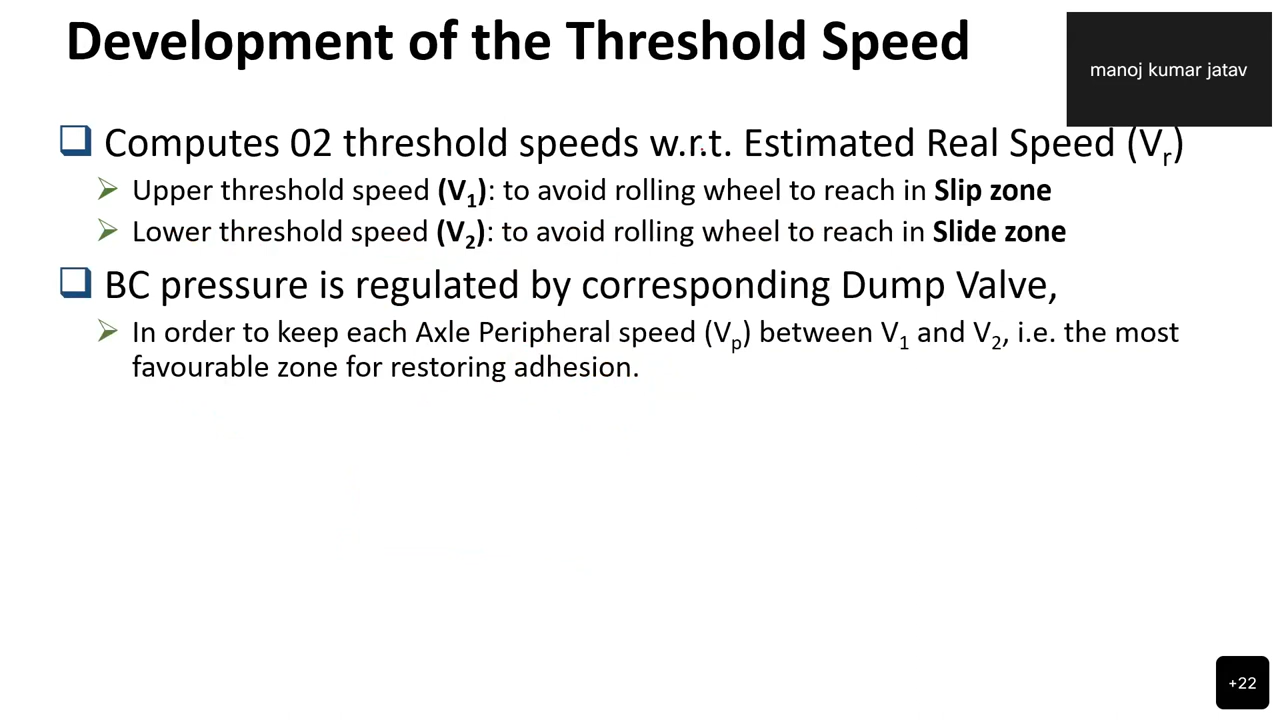 Development of the Threshold Speed
manoj kumar jatav
Computes 02 threshold speeds w.r.t. Estimated Real Speed (Vr)
Upper threshold speed (V1): to avoid rolling wheel to reach in Slip zone
Lower threshold speed (V2): to avoid rolling wheel to reach in Slide zone
BC pressure is regulated by corresponding Dump Valve,
In order to keep each Axle Peripheral speed (Vp) between V1 and V2, i.e. the most
favourable zone for restoring adhesion.
+22